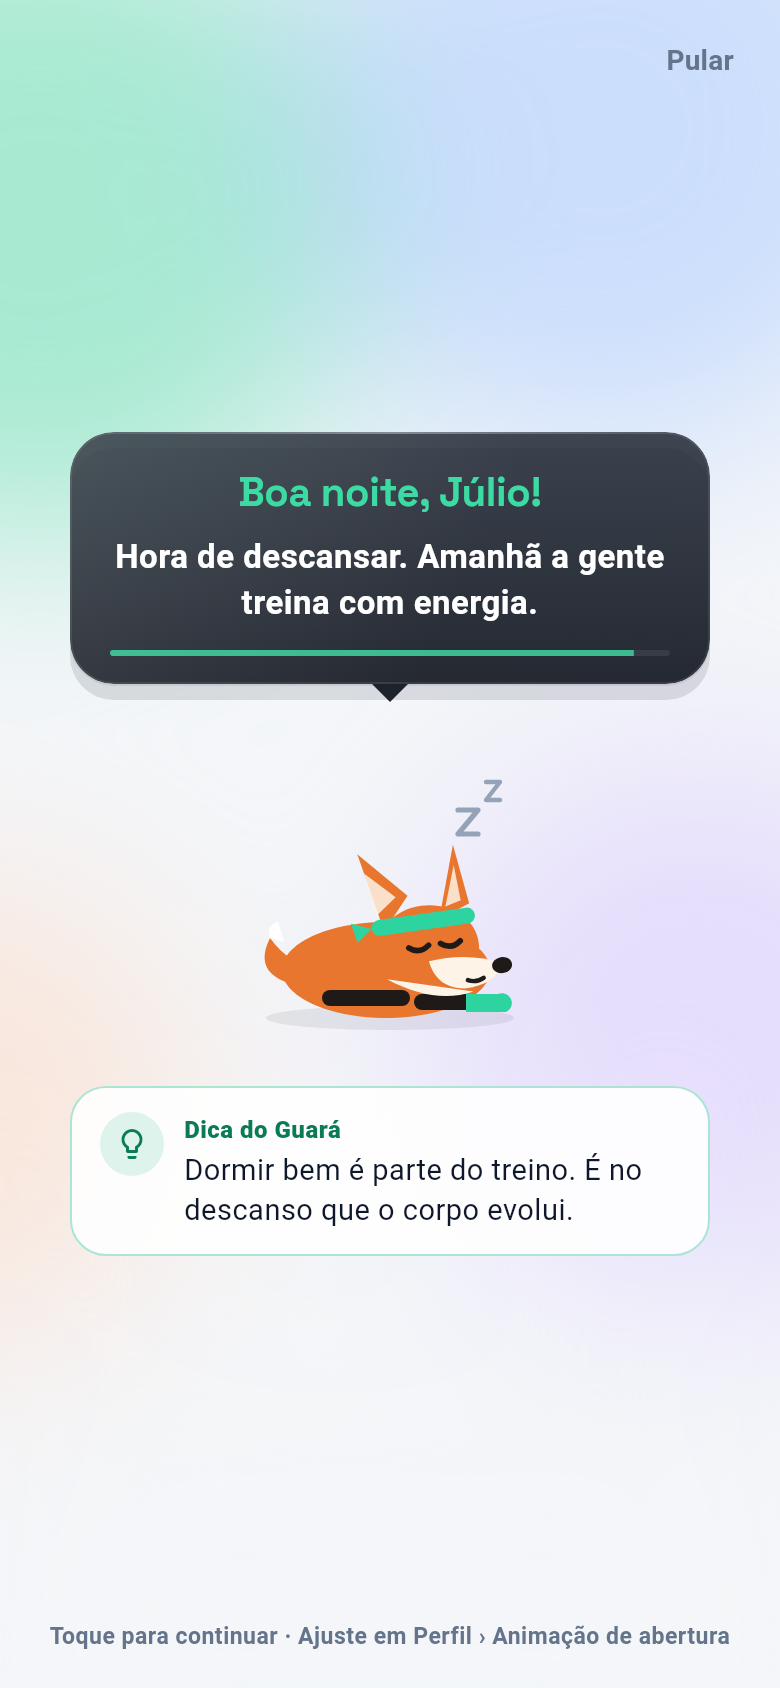 Pular
Boa noite, Júlio!
Hora de descansar. Amanhã a gente
treina com energia.
Z
Z
Dica do Guará
Dormir bem é parte do treino. É no
descanso que o corpo evolui.
Toque para continuar · Ajuste em Perfil › Animação de abertura